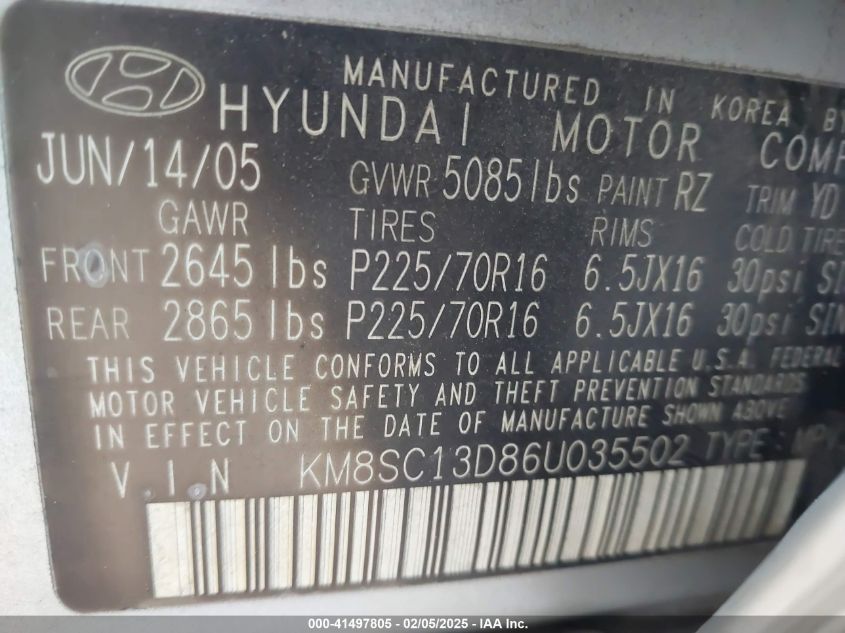 MANUFACTURED IN KOREA BY
HYUNDAI MOTOR COMP
JUN/14/05 GVWR 5085lbs PAINT RZ TRIM YD
GAWR TIRES RIMS COLD TIRE
FRONT 2645 lbs P225/70R16 6.5JX16 30psi SIN
REAR 2865 lbs P225/70R16 6.5JX16 30psi SIN
THIS VEHICLE CONFORMS TO ALL APPLICABLE U.S.A. FEDERAL
MOTOR VEHICLE SAFETY AND THEFT PREVENTION STANDARDS
IN EFFECT ON THE DATE OF MANUFACTURE SHOWN ABOVE
V.I.N KM8SC13D86U035502 TYPE : MPV
000-41497805 - 02/05/2025 - IAA Inc.